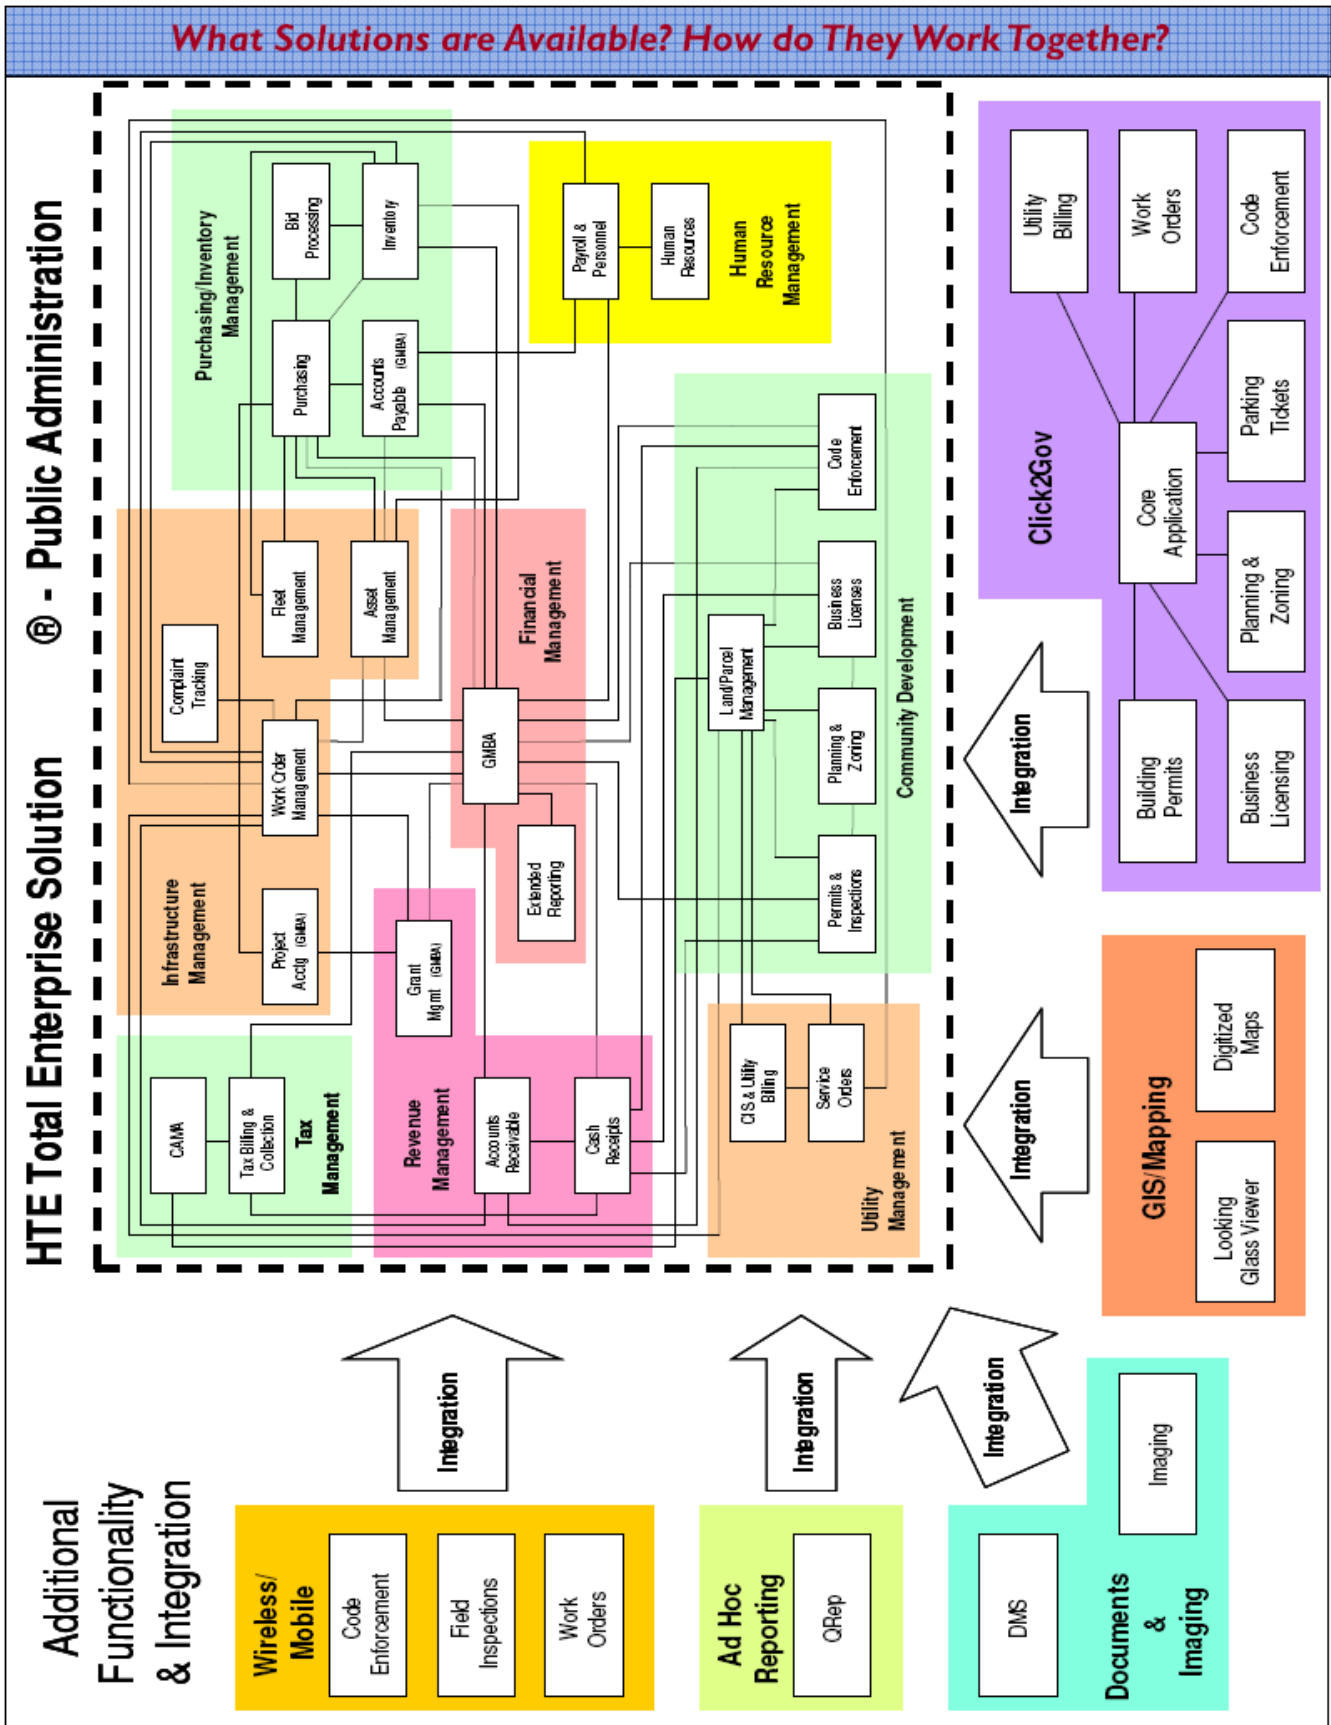 What Solutions are Available? How do They Work Together?
HTE Total Enterprise Solution ® - Public Administration
Additional
Functionality
& Integration
Wireless/
Mobile
Code
Enforcement
Field
Inspections
Work
Orders
Integration
Ad Hoc
Reporting
QRep
Integration
DMS
Imaging
Documents
&
Imaging
Integration
CAMA
Tax Billing &
Collection
Tax
Management
Infrastructure
Management
Project
Acctg (GMBA)
Work Order
Management
Complaint
Tracking
Fleet
Management
Asset
Management
Purchasing/Inventory
Management
Purchasing
Bid
Processing
Accounts
Payable (GMBA)
Inventory
Revenue
Management
Grant
Mgmt (GMBA)
Accounts
Receivable
Cash
Receipts
GMBA
Extended
Reporting
Financial
Management
Payroll &
Personnel
Human
Resources
Human
Resource
Management
CIS & Utility
Billing
Service
Orders
Utility
Management
Land/Parcel
Management
Permits &
Inspections
Planning &
Zoning
Business
Licenses
Code
Enforcement
Community Development
Integration
Integration
GIS/Mapping
Looking
Glass Viewer
Digitized
Maps
Click2Gov
Utility
Billing
Work
Orders
Code
Enforcement
Core
Application
Building
Permits
Business
Licensing
Planning &
Zoning
Parking
Tickets